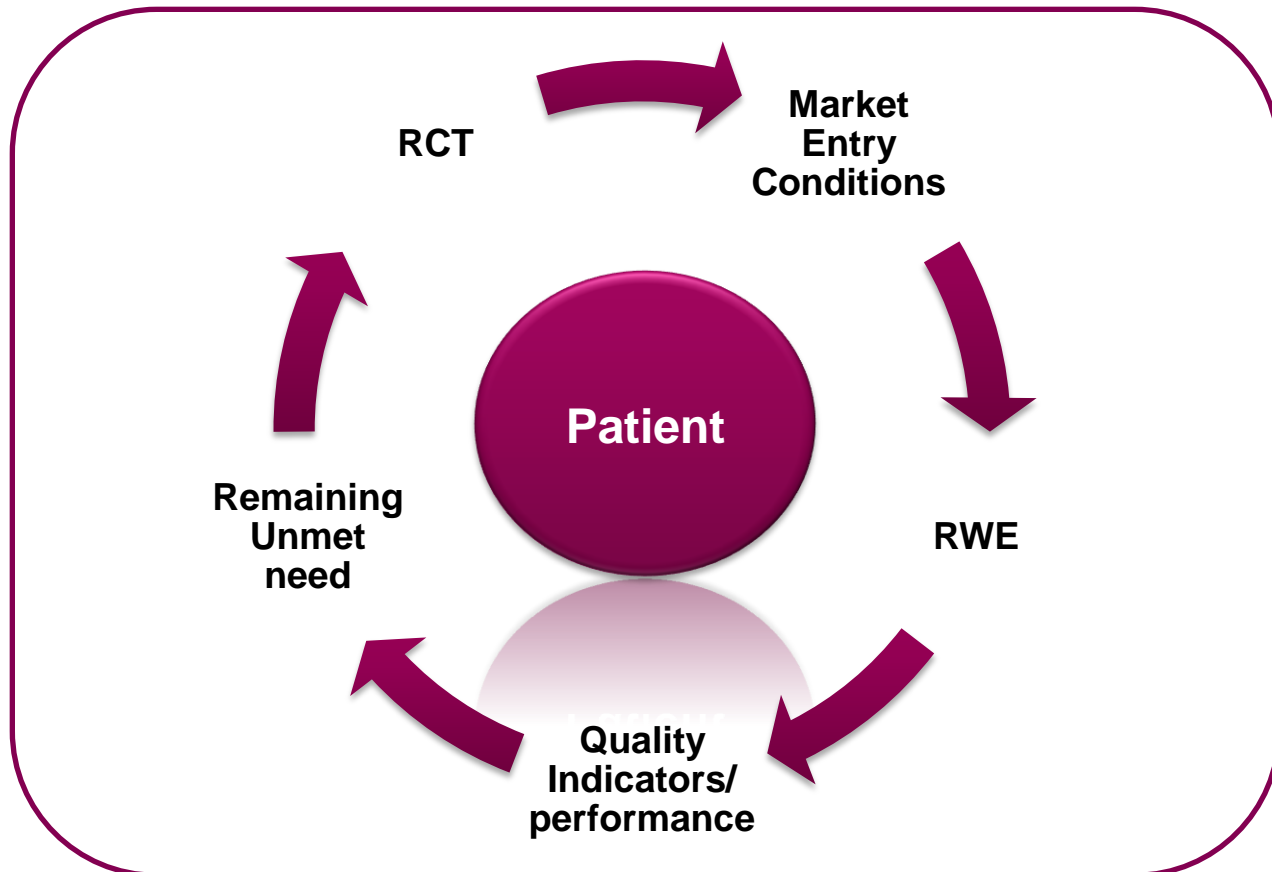 RCT
Market
Entry
Conditions
Patient
RWE
Remaining
Unmet
need
Quality
Indicators/
performance